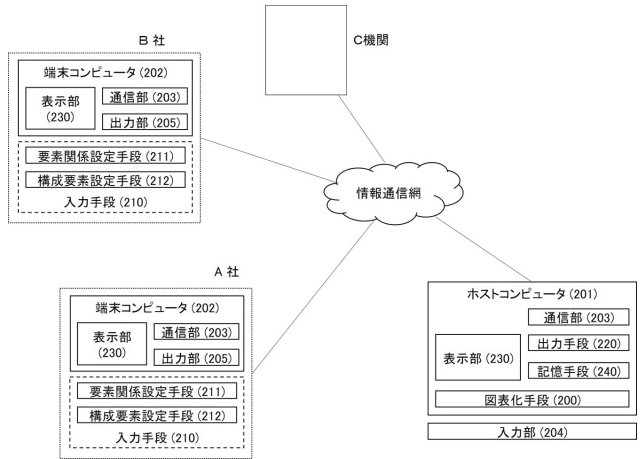 B 社
端末コンピュータ(202)
表示部
(230)
通信部(203)
出力部(205)
要素関係設定手段(211)
構成要素設定手段(212)
入力手段(210)
C機関
情報通信網
A 社
端末コンピュータ(202)
表示部
(230)
通信部(203)
出力部(205)
要素関係設定手段(211)
構成要素設定手段(212)
入力手段(210)
ホストコンピュータ(201)
通信部(203)
表示部(230)
出力手段(220)
記憶手段(240)
図表化手段(200)
入力部(204)